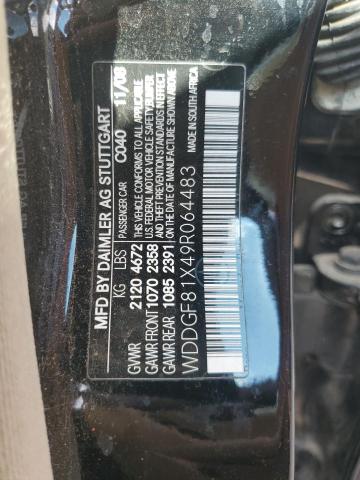 MFD BY DAIMLER AG STUTTGART
PASSENGER CAR C040 11/08
KG LBS
GVWR 2120 4672
GAWR FRONT 1070 2358
GAWR REAR 1085 2391
THIS VEHICLE CONFORMS TO ALL APPLICABLE
U.S. FEDERAL MOTOR VEHICLE SAFETY BUMPER
AND THEFT PREVENTION STANDARDS IN EFFECT
ON THE DATE OF MANUFACTURE SHOWN ABOVE
WDDGF81X49R064483
MADE IN SOUTH AFRICA